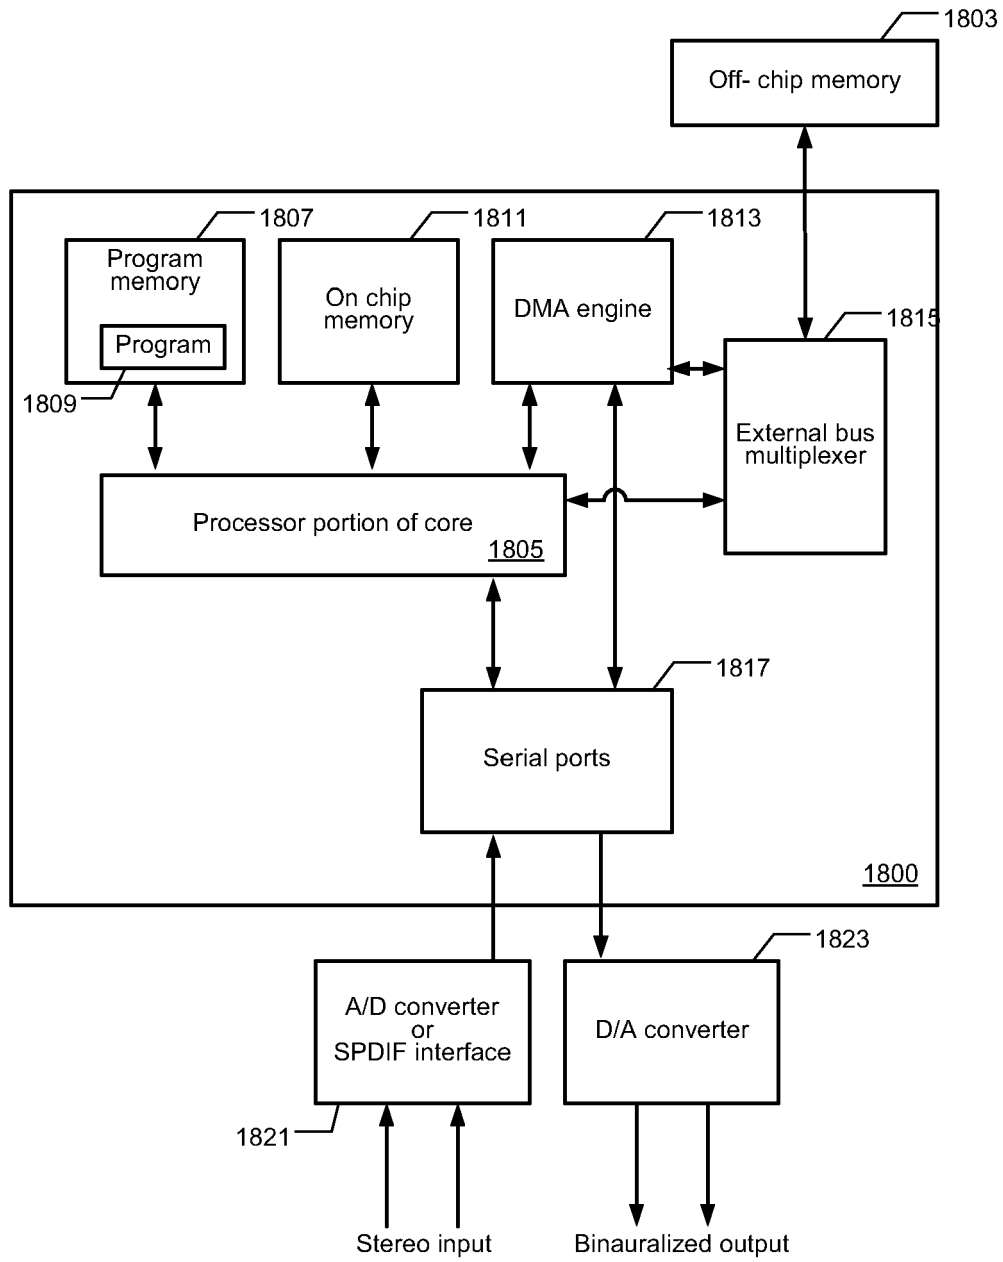 1803
Off- chip memory
1807
1811
1813
Program
memory
On chip
memory
DMA engine
1815
Program
1809
External bus
multiplexer
Processor portion of core
1805
1817
Serial ports
1800
1823
A/D converter
or
SPDIF interface
D/A converter
1821
Stereo input
Binauralized output